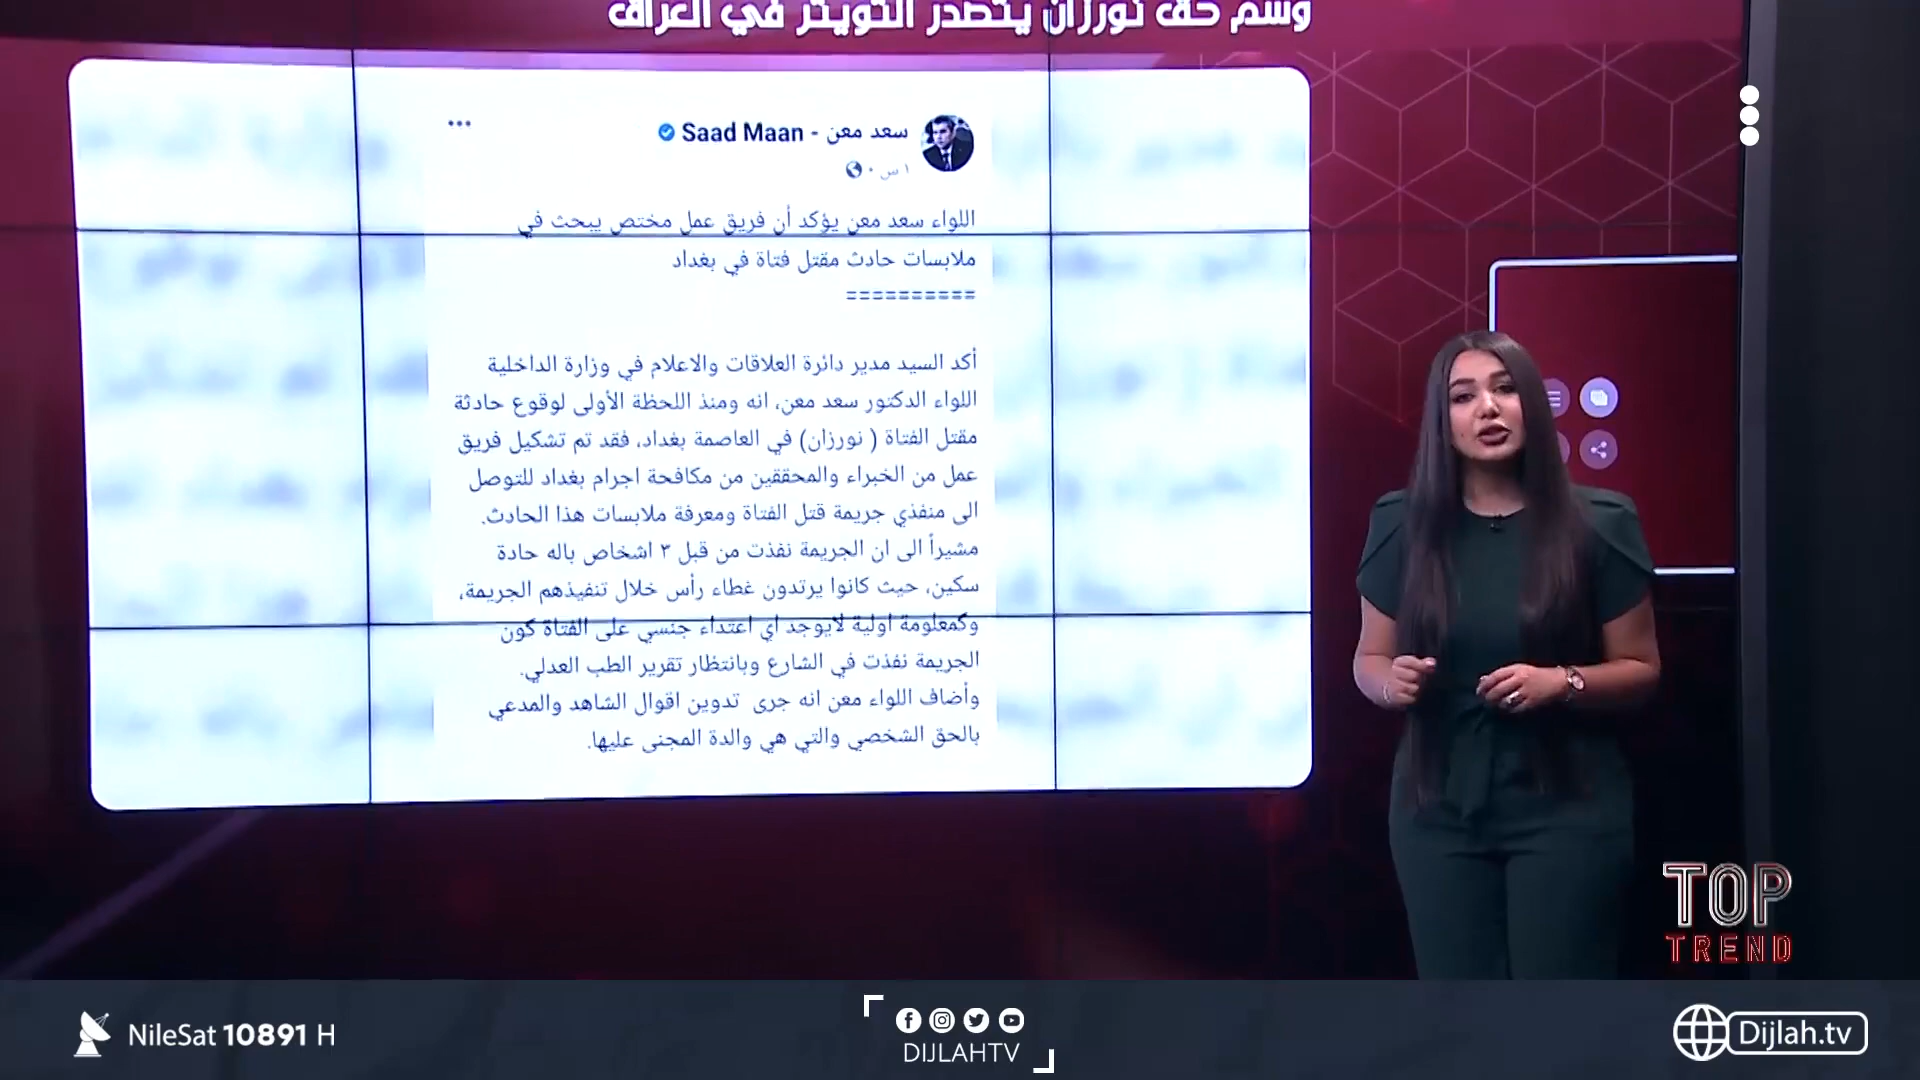 وسم حق نورزان يتصدر التويتر في العراق
سعد معن - Saad Maan
١ س
اللواء سعد معن يؤكد أن فريق عمل مختص يبحث في
ملابسات حادث مقتل فتاة في بغداد
==========
أكد السيد مدير دائرة العلاقات والاعلام في وزارة الداخلية
اللواء الدكتور سعد معن، انه ومنذ اللحظة الأولى لوقوع حادثة
مقتل الفتاة ( نورزان) في العاصمة بغداد، فقد تم تشكيل فريق
عمل من الخبراء والمحققين من مكافحة اجرام بغداد للتوصل
الى منفذي جريمة قتل الفتاة ومعرفة ملابسات هذا الحادث.
مشيراً الى ان الجريمة نفذت من قبل ٣ اشخاص باله حادة
سكين، حيث كانوا يرتدون غطاء رأس خلال تنفيذهم الجريمة،
وكمعلومة اولية لايوجد اي اعتداء جنسي على الفتاة كون
الجريمة نفذت في الشارع وبانتظار تقرير الطب العدلي.
وأضاف اللواء معن انه جرى تدوين اقوال الشاهد والمدعي
بالحق الشخصي والتي هي والدة المجنى عليها.
TOP
TREND
NileSat 10891 H
DIJLAHTV
Dijlah.tv